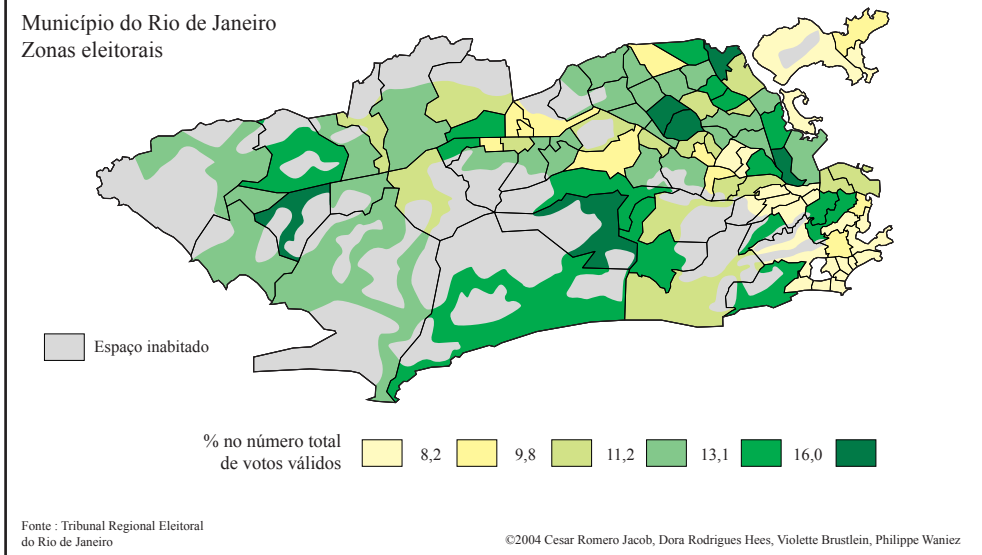 Município do Rio de Janeiro
Zonas eleitorais
Espaço inabitado
% no número total
de votos válidos
8,2 9,8 11,2 13,1 16,0
Fonte : Tribunal Regional Eleitoral
do Rio de Janeiro
©2004 Cesar Romero Jacob, Dora Rodrigues Hees, Violette Brustlein, Philippe Waniez